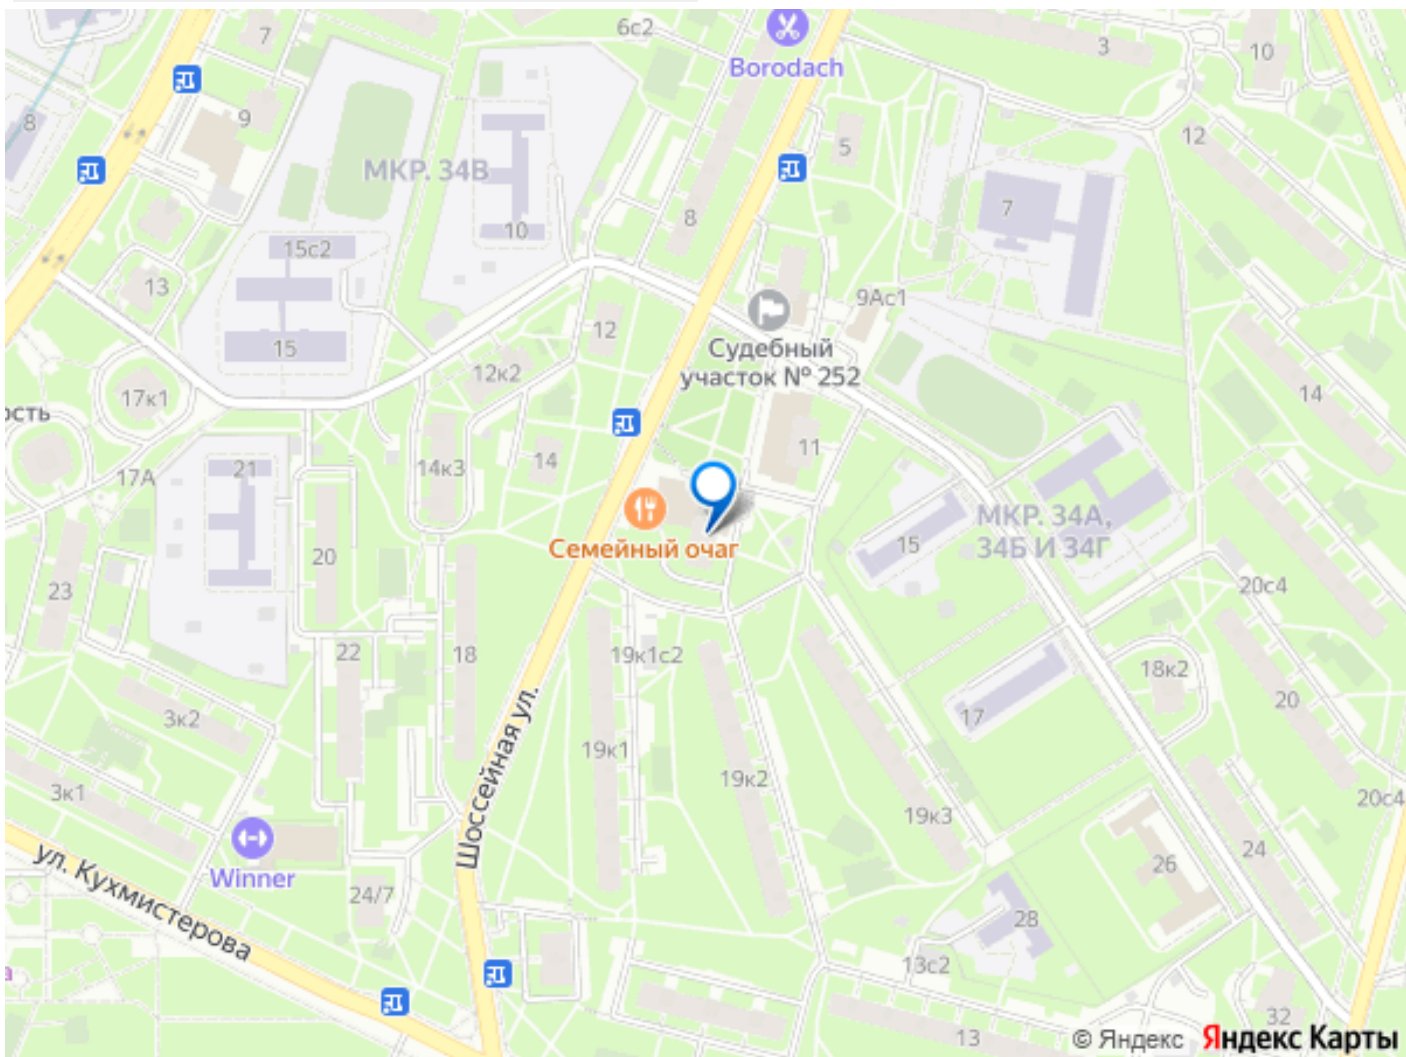 7
6с2
3
10
Borodach
9
8
12
5
МКР. 34В
7
8
10
15с2
13
9Ас1
12
Судебный
участок № 252
15
12к2
14
17к1
ость
11
14к3
14
21
17А
МКР. 34А,
34Б И 34Г
15
Семейный очаг
20
23
20с4
22
18
19к1с2
18к2
20
3к2
17
19к1
19к2
Шоссейная ул.
3к1
20с4
19к3
ул. Кухмистерова
Winner
24
26
24/7
28
а
13с2
32
13
© Яндекс Яндекс Карты